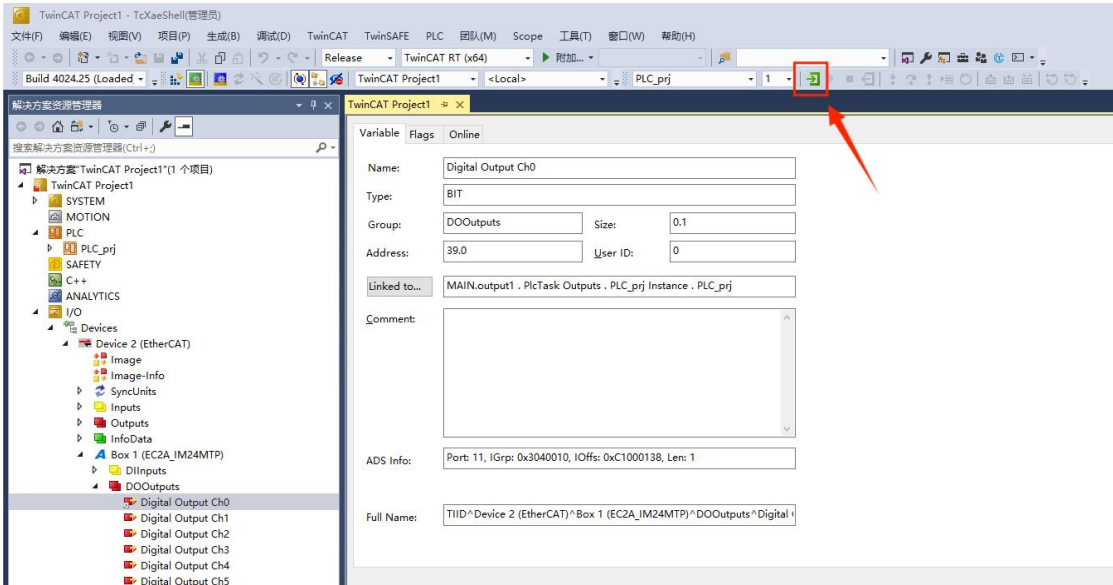 TwinCAT Project1 - TcXaeShell(管理员)
文件(F) 编辑(E) 视图(V) 项目(P) 生成(B) 调试(D) TwinCAT TwinSAFE PLC 团队(M) Scope 工具(T) 窗口(W) 帮助(H)
Release TwinCAT RT (x64) 附加...
Build 4024.25 (Loaded TwinCAT Project1 <Local> PLC_prj 1
解决方案资源管理器
搜索解决方案资源管理器(Ctrl+;)
解决方案"TwinCAT Project1"(1 个项目)
TwinCAT Project1
SYSTEM
MOTION
PLC
PLC_prj
SAFETY
C++
ANALYTICS
I/O
Devices
Device 2 (EtherCAT)
Image
Image-Info
SyncUnits
Inputs
Outputs
InfoData
Box 1 (EC2A_IM24MTP)
DIInputs
DOOutputs
Digital Output Ch0
Digital Output Ch1
Digital Output Ch2
Digital Output Ch3
Digital Output Ch4
Digital Output Ch5
TwinCAT Project1
Variable Flags Online
Name: Digital Output Ch0
Type: BIT
Group: DOOutputs Size: 0.1
Address: 39.0 User ID: 0
Linked to... MAIN.output1 . PlcTask Outputs . PLC_prj Instance . PLC_prj
Comment:
ADS Info: Port: 11, IGrp: 0x3040010, IOffs: 0xC1000138, Len: 1
Full Name: TIID^Device 2 (EtherCAT)^Box 1 (EC2A_IM24MTP)^DOOutputs^Digital